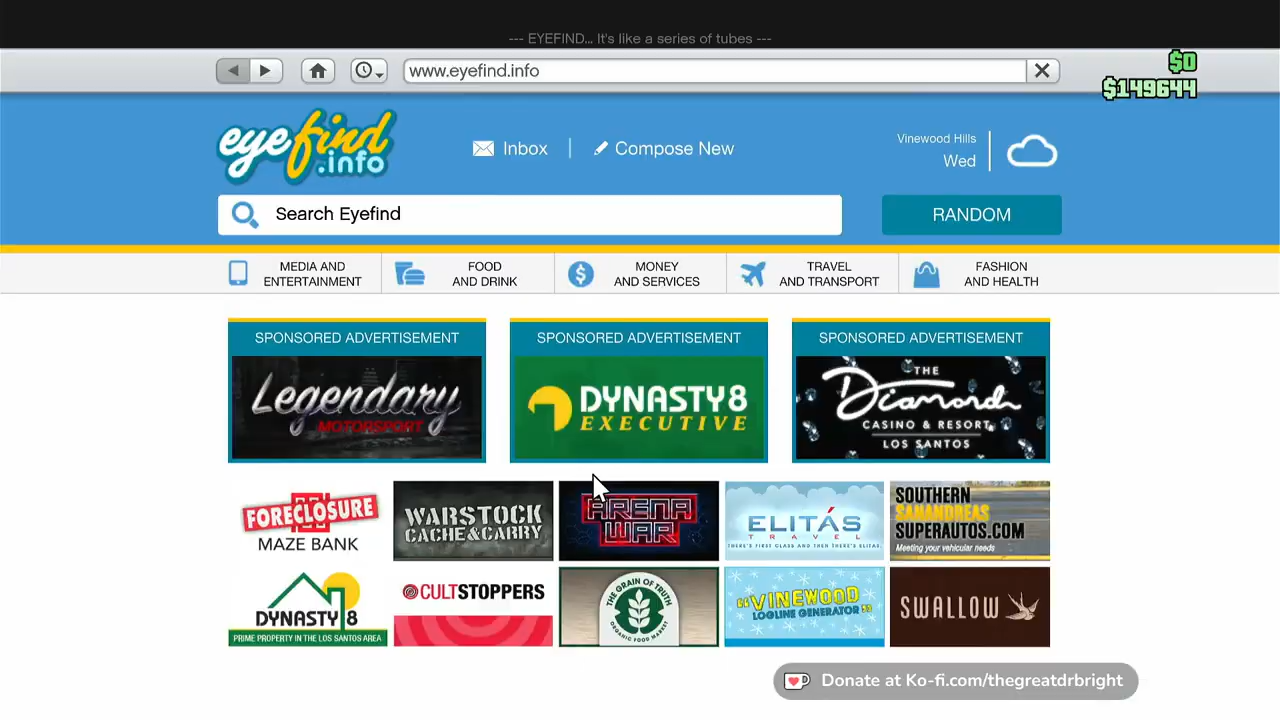 --- EYEFIND... It's like a series of tubes ---
www.eyefind.info
$0
$149644
eyefind
.info
Inbox
Compose New
Vinewood Hills
Wed
Search Eyefind
RANDOM
MEDIA AND
ENTERTAINMENT
FOOD
AND DRINK
MONEY
AND SERVICES
TRAVEL
AND TRANSPORT
FASHION
AND HEALTH
SPONSORED ADVERTISEMENT
Legendary
MOTORSPORT
SPONSORED ADVERTISEMENT
DYNASTY 8
EXECUTIVE
SPONSORED ADVERTISEMENT
THE
Diamond
CASINO & RESORT
LOS SANTOS
FORECLOSURE
MAZE BANK
WARSTOCK
CACHE&CARRY
ARENA
WAR
ELITÁS
TRAVEL
THERE'S FIRST CLASS AND THEN THERE'S ELITAS
SOUTHERN
SANANDREAS
SUPERAUTOS.COM
Meeting your vehicular needs
DYNASTY 8
PRIME PROPERTY IN THE LOS SANTOS AREA
CULTSTOPPERS
THE GRAIN OF TRUTH
ORGANIC FOOD MARKET
"VINEWOOD
LOGLINE GENERATOR"
SWALLOW
Donate at Ko-fi.com/thegreatdrbright